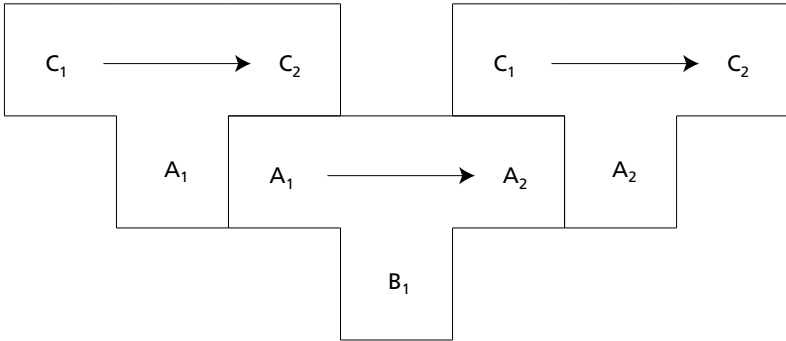 C₁ → C₂ C₁ → C₂
A₁ A₁ → A₂ A₂
B₁